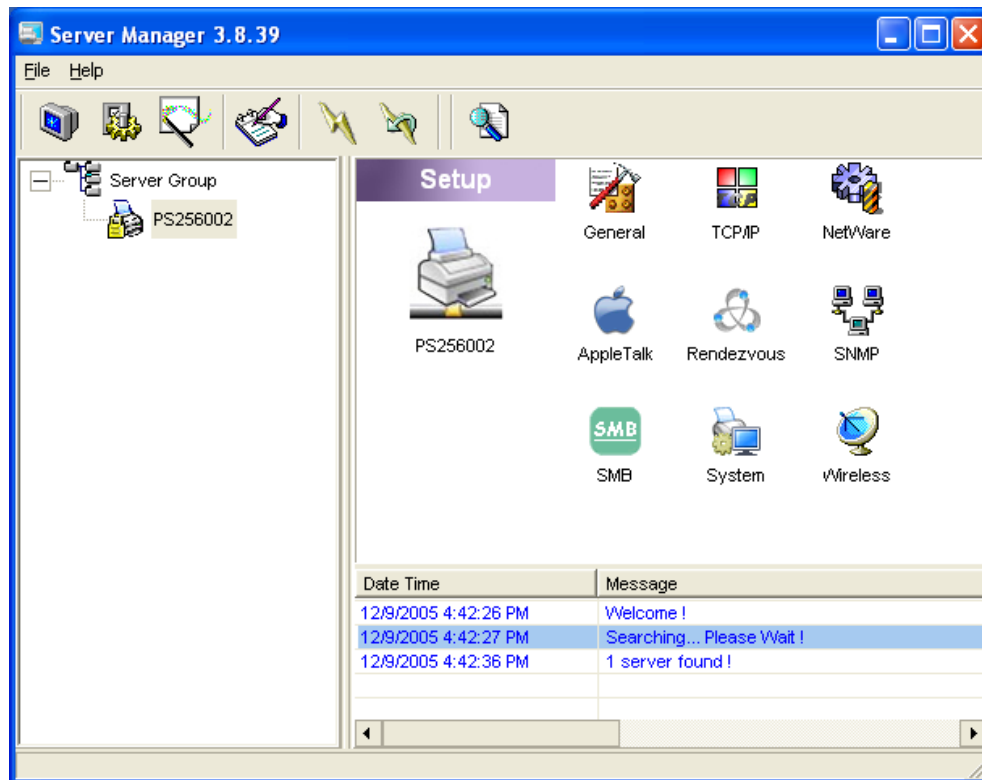 Server Manager 3.8.39
File Help
Server Group
PS256002
Setup
PS256002
General TCP/IP NetWare
AppleTalk Rendezvous SNMP
SMB
SMB System Wireless
Date Time Message
12/9/2005 4:42:26 PM Welcome !
12/9/2005 4:42:27 PM Searching... Please Wait !
12/9/2005 4:42:36 PM 1 server found !